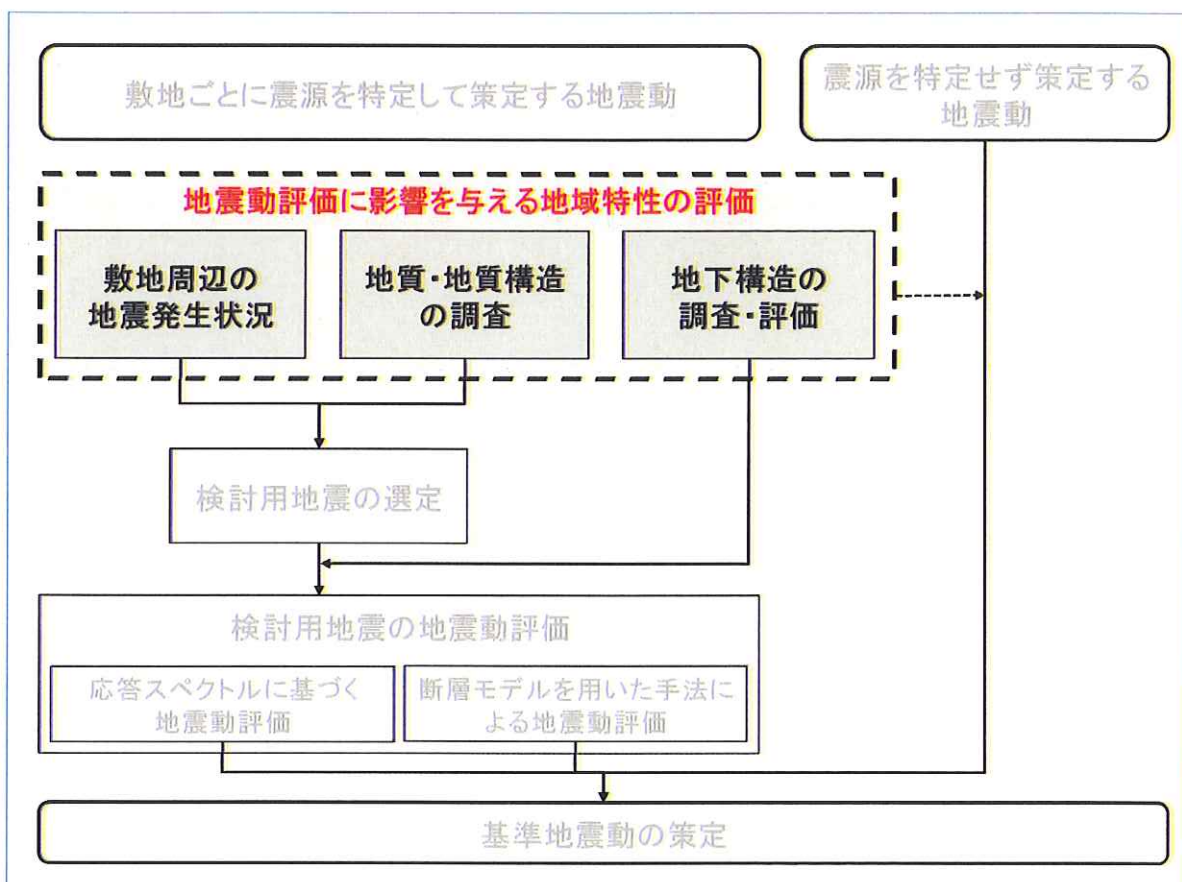 敷地ごとに震源を特定して策定する地震動
震源を特定せず策定する
地震動
地震動評価に影響を与える地域特性の評価
敷地周辺の
地震発生状況
地質・地質構造
の調査
地下構造の
調査・評価
検討用地震の選定
検討用地震の地震動評価
応答スペクトルに基づく
地震動評価
断層モデルを用いた手法に
よる地震動評価
基準地震動の策定